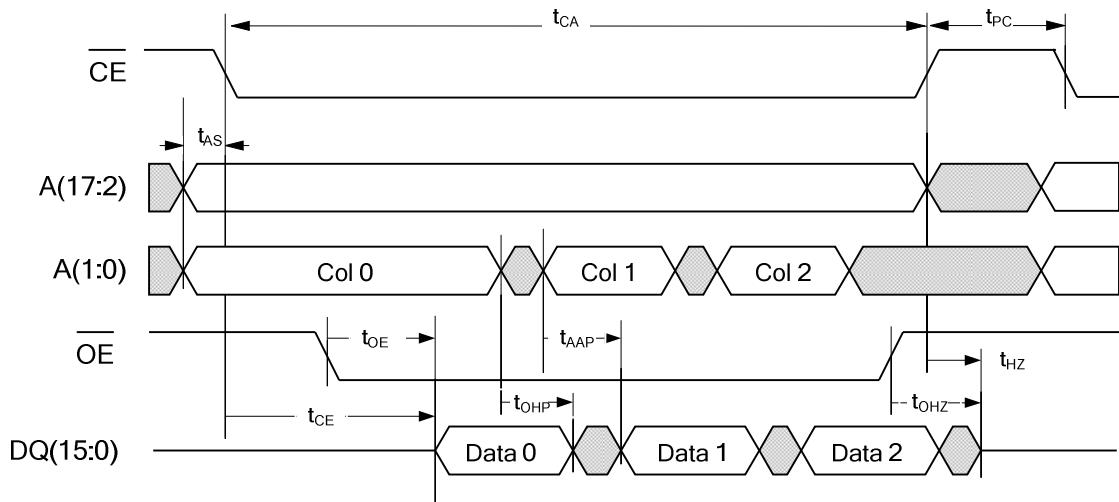 tCA
tPC
CE
tAS
A(17:2)
A(1:0)
Col 0
Col 1
Col 2
OE
tOE
tAAP
tHZ
tCE
tOHP
tOHZ
DQ(15:0)
Data 0
Data 1
Data 2